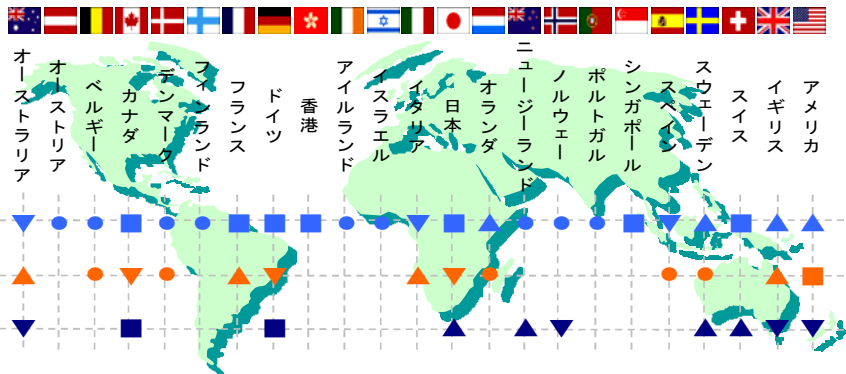 オーストラリア
オーストリア
ベルギー
カナダ
デンマーク
フィンランド
フランス
ドイツ
香港
アイルランド
イスラエル
イタリア
日本
オランダ
ニュージーランド
ノルウェー
ポルトガル
シンガポール
スペイン
スウェーデン
スイス
イギリス
アメリカ